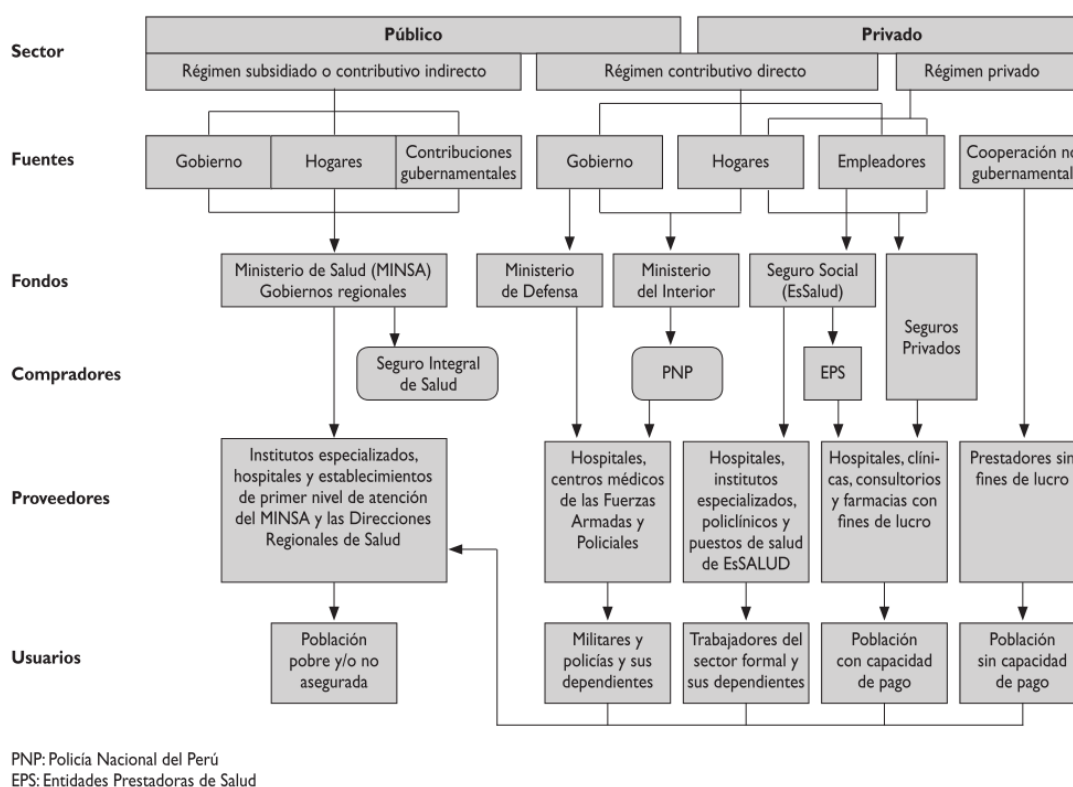 Sector
Público
Privado
Régimen subsidiado o contributivo indirecto
Régimen contributivo directo
Régimen privado
Fuentes
Gobierno
Hogares
Contribuciones
gubernamentales
Gobierno
Hogares
Empleadores
Cooperación no
gubernamental
Fondos
Ministerio de Salud (MINSA)
Gobiernos regionales
Ministerio
de Defensa
Ministerio
del Interior
Seguro Social
(EsSalud)
Seguros
Privados
Compradores
Seguro Integral
de Salud
PNP
EPS
Proveedores
Institutos especializados,
hospitales y establecimientos
de primer nivel de atención
del MINSA y las Direcciones
Regionales de Salud
Hospitales,
centros médicos
de las Fuerzas
Armadas y
Policiales
Hospitales,
institutos
especializados,
policlínicos y
puestos de salud
de EsSALUD
Hospitales, clíni-
cas, consultorios
y farmacias con
fines de lucro
Prestadores sin
fines de lucro
Usuarios
Población
pobre y/o no
asegurada
Militares y
policías y sus
dependientes
Trabajadores del
sector formal y
sus dependientes
Población
con capacidad
de pago
Población
sin capacidad
de pago
PNP: Policía Nacional del Perú
EPS: Entidades Prestadoras de Salud